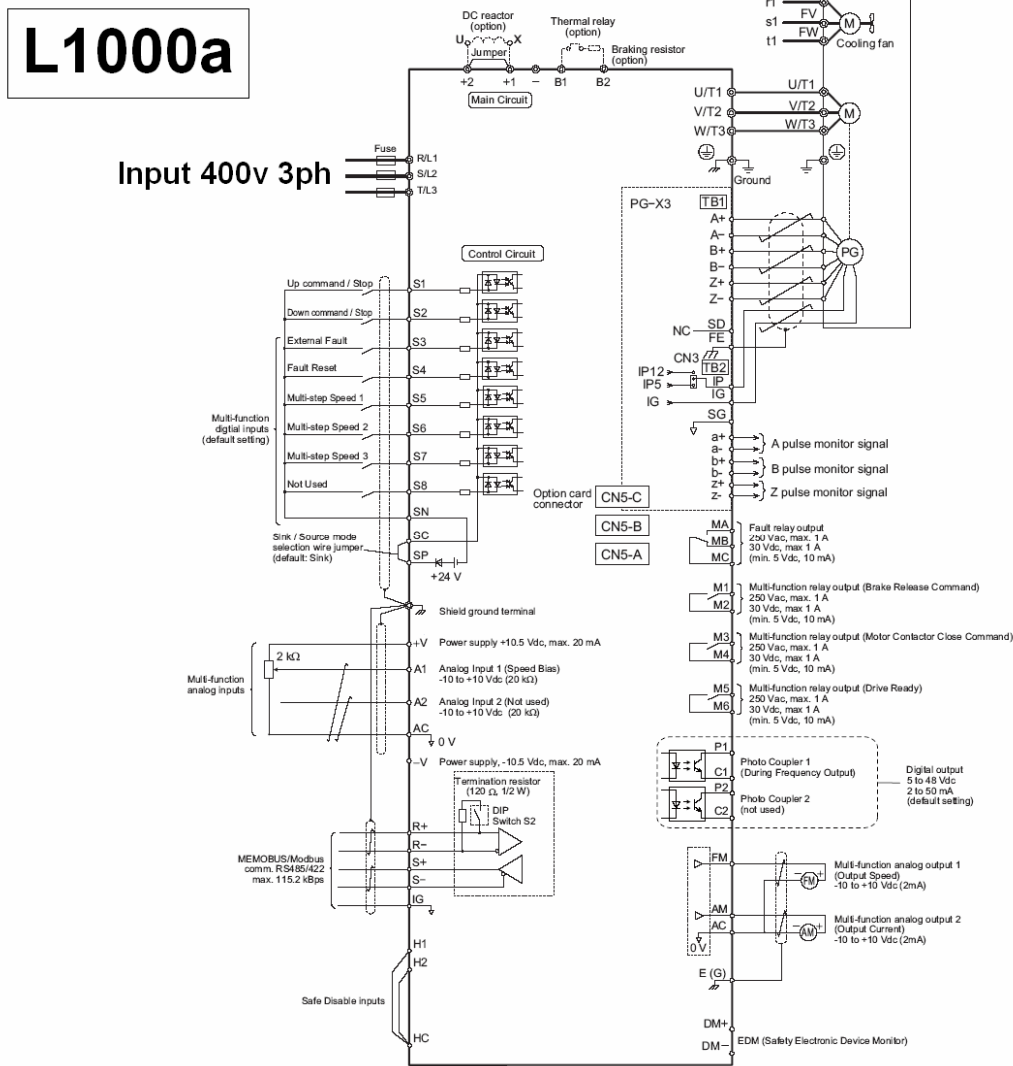 L1000a
DC reactor
(option)
U
X
Jumper
+2
+1
−
B1
B2
Thermal relay
(option)
Braking resistor
(option)
Main Circuit
r1
s1
t1
FV
FW
M
Cooling fan
U/T1
V/T2
W/T3
U/T1
V/T2
W/T3
M
Ground
Input 400v 3ph
Fuse
R/L1
S/L2
T/L3
PG-X3
TB1
A+
A−
B+
B−
Z+
Z−
PG
NC
SD
FE
CN3
TB2
IP12
IP5
IG
IP
IG
SG
a+
a-
b+
b-
z+
z-
A pulse monitor signal
B pulse monitor signal
Z pulse monitor signal
Control Circuit
Up command / Stop
S1
Down command / Stop
S2
External Fault
S3
Fault Reset
S4
Multi-step Speed 1
S5
Multi-step Speed 2
S6
Multi-step Speed 3
S7
Not Used
S8
Multi-function
digtial inputs
(default setting)
SN
SC
SP
+24 V
Sink / Source mode
selection wire jumper
(default: Sink)
Option card
connector
CN5-C
CN5-B
CN5-A
MA
MB
MC
Fault relay output
250 Vac, max. 1 A
30 Vdc, max 1 A
(min. 5 Vdc, 10 mA)
M1
M2
Multi-function relay output (Brake Release Command)
250 Vac, max. 1 A
30 Vdc, max 1 A
(min. 5 Vdc, 10 mA)
M3
M4
Multi-function relay output (Motor Contactor Close Command)
250 Vac, max. 1 A
30 Vdc, max 1 A
(min. 5 Vdc, 10 mA)
M5
M6
Multi-function relay output (Drive Ready)
250 Vac, max. 1 A
30 Vdc, max 1 A
(min. 5 Vdc, 10 mA)
Shield ground terminal
Multi-function
analog inputs
2 kΩ
+V
Power supply +10.5 Vdc, max. 20 mA
A1
Analog Input 1 (Speed Bias)
-10 to +10 Vdc (20 kΩ)
A2
Analog Input 2 (Not used)
-10 to +10 Vdc (20 kΩ)
AC
0 V
−V
Power supply, -10.5 Vdc, max. 20 mA
Termination resistor
(120 Ω, 1/2 W)
DIP
Switch S2
R+
R−
S+
S−
IG
MEMOBUS/Modbus
comm. RS485/422
max. 115.2 kBps
P1
C1
P2
C2
Photo Coupler 1
(During Frequency Output)
Photo Coupler 2
(not used)
Digital output
5 to 48 Vdc
2 to 50 mA
(default setting)
FM
− +
FM
Multi-function analog output 1
(Output Speed)
-10 to +10 Vdc (2mA)
AM
AC
0 V
− +
AM
Multi-function analog output 2
(Output Current)
-10 to +10 Vdc (2mA)
E (G)
H1
H2
HC
Safe Disable inputs
DM+
DM−
EDM (Safety Electronic Device Monitor)